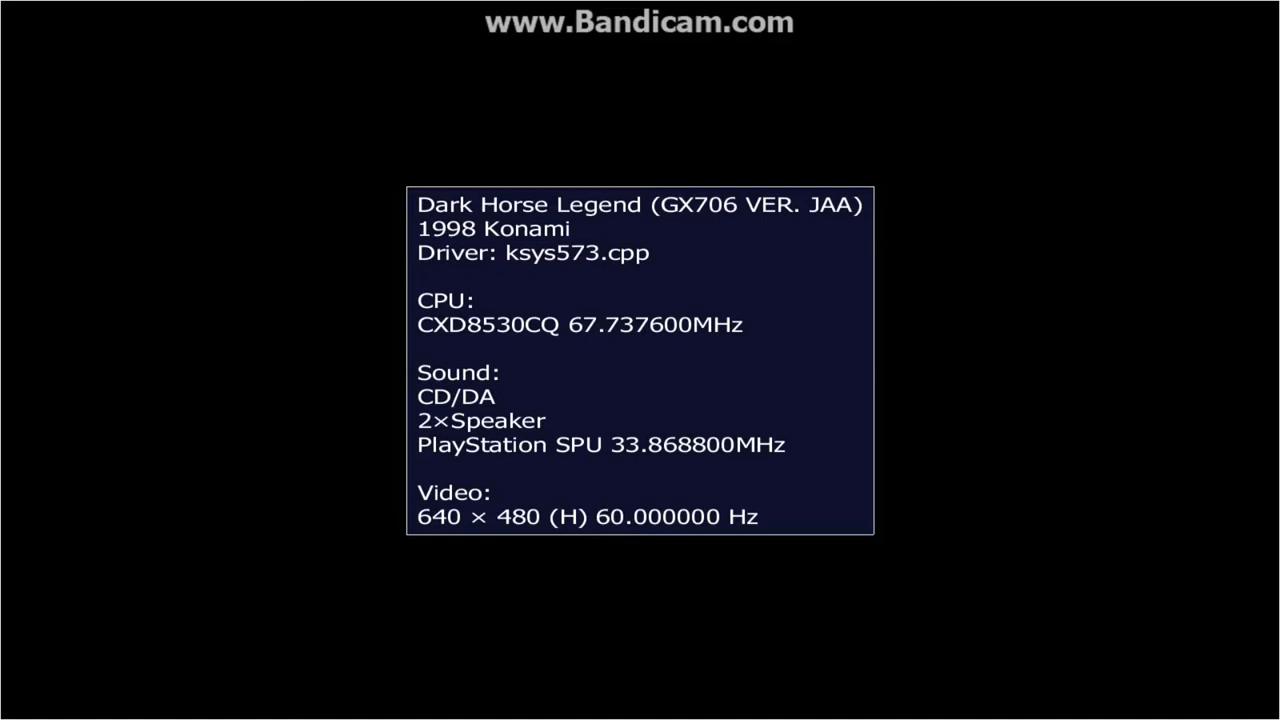 www.Bandicam.com
Dark Horse Legend (GX706 VER. JAA)
1998 Konami
Driver: ksys573.cpp
CPU:
CXD8530CQ 67.737600MHz
Sound:
CD/DA
2×Speaker
PlayStation SPU 33.868800MHz
Video:
640 × 480 (H) 60.000000 Hz